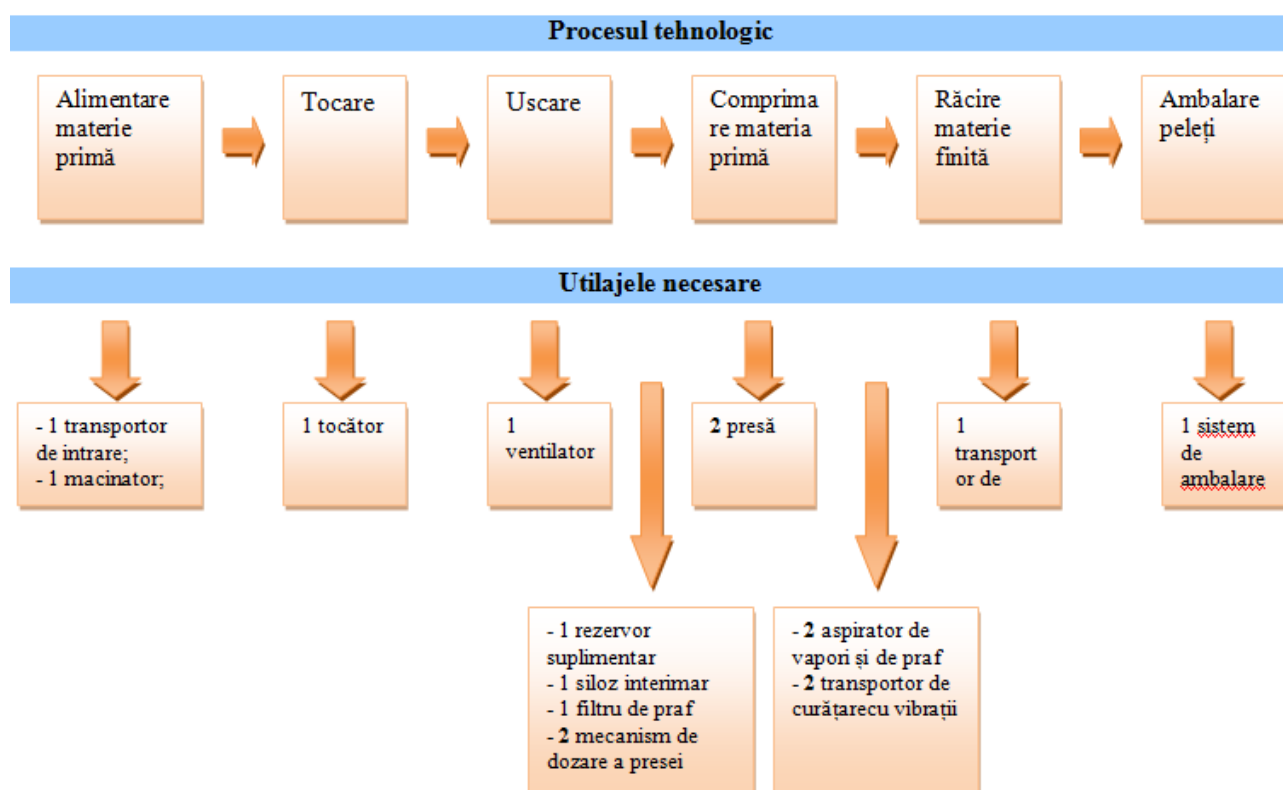 Procesul tehnologic
Alimentare
materie
primă
Tocare
Uscare
Comprima
re materia
primă
Răcire
materie
finită
Ambalare
peleți
Utilajele necesare
- 1 transportor
de intrare;
- 1 macinator;
1 tocător
1
ventilator
2 presă
1
transport
or de
1 sistem
de
ambalare
- 1 rezervor
suplimentar
- 1 siloz interimar
- 1 filtru de praf
- 2 mecanism de
dozare a presei
- 2 aspirator de
vapori și de praf
- 2 transportor de
curățarecu vibrații